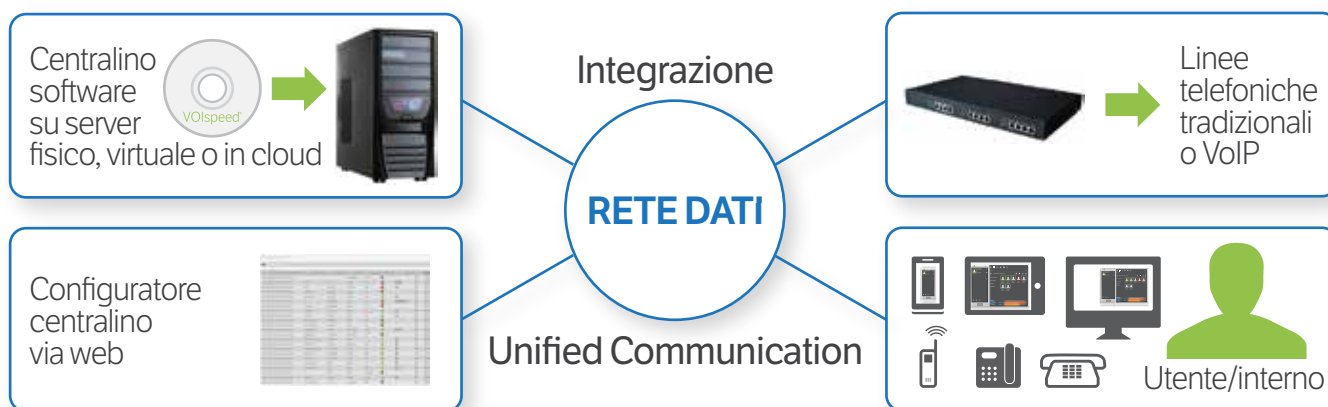 Centralino
software
su server
fisico, virtuale o in cloud
VOIspeed
Integrazione
Linee
telefoniche
tradizionali
o VoIP
RETE DATI
Configuratore
centralino
via web
Unified Communication
Utente/interno